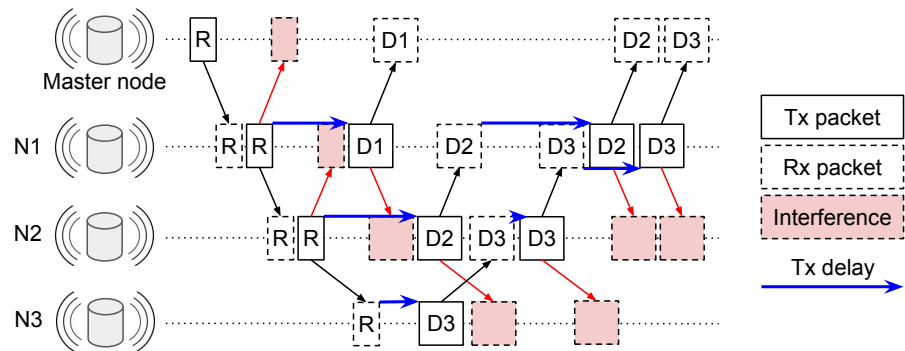 R
D1
D2
D3
Master node
N1
R
R
D1
D2
D3
D2
D3
Tx packet
Rx packet
Interference
Tx delay
N2
R
R
D2
D3
D3
N3
R
D3